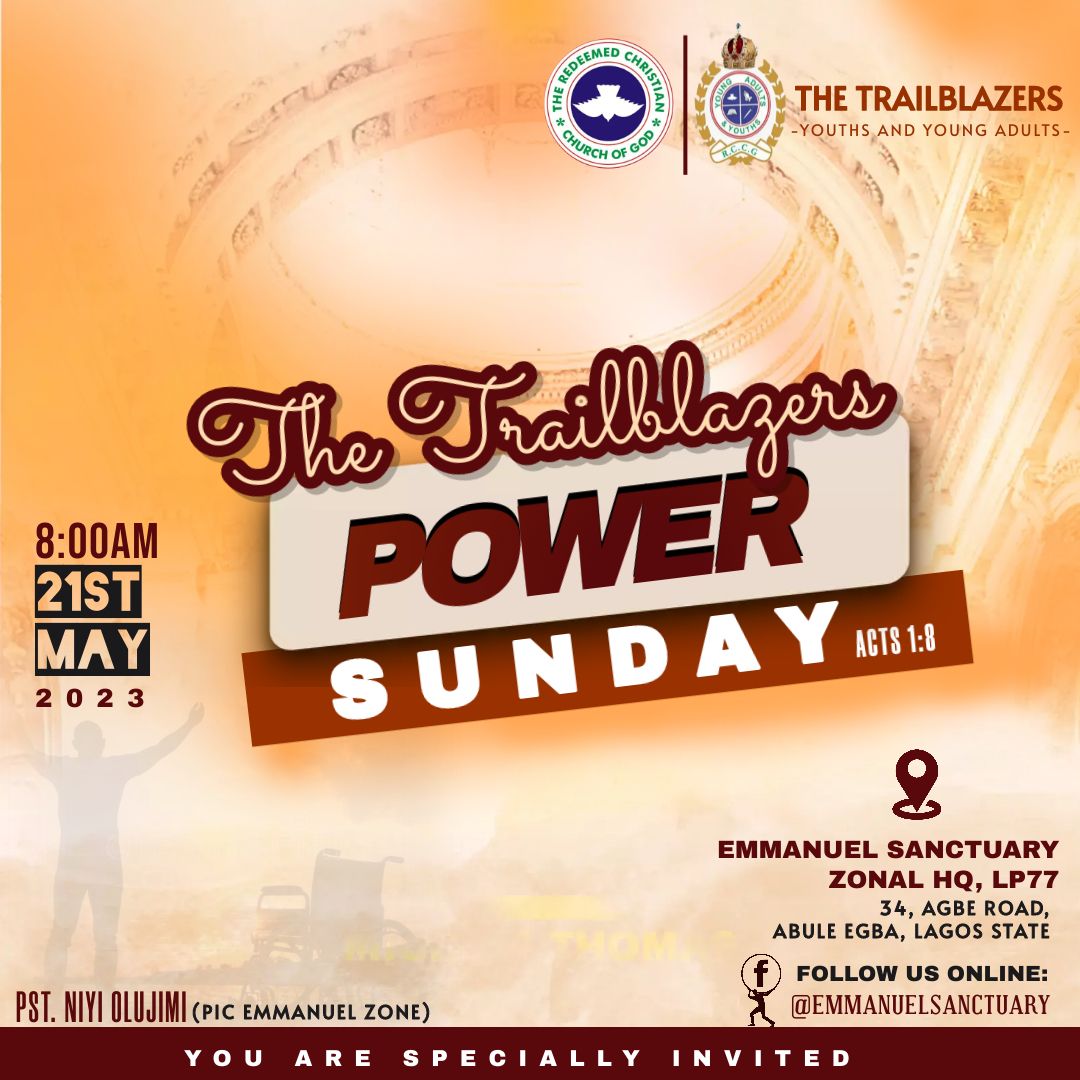 THE REDEEMED CHRISTIAN
CHURCH OF GOD
YOUNG ADULTS
& YOUTHS
R.C.C.G
THE TRAILBLAZERS
-YOUTHS AND YOUNG ADULTS-
The Trailblazers
POWER
SUNDAY ACTS 1:8
8:00AM
21ST
MAY
2023
EMMANUEL SANCTUARY
ZONAL HQ, LP77
34, AGBE ROAD,
ABULE EGBA, LAGOS STATE
FOLLOW US ONLINE:
@EMMANUELSANCTUARY
PST. NIYI OLUJIMI (PIC EMMANUEL ZONE)
YOU ARE SPECIALLY INVITED